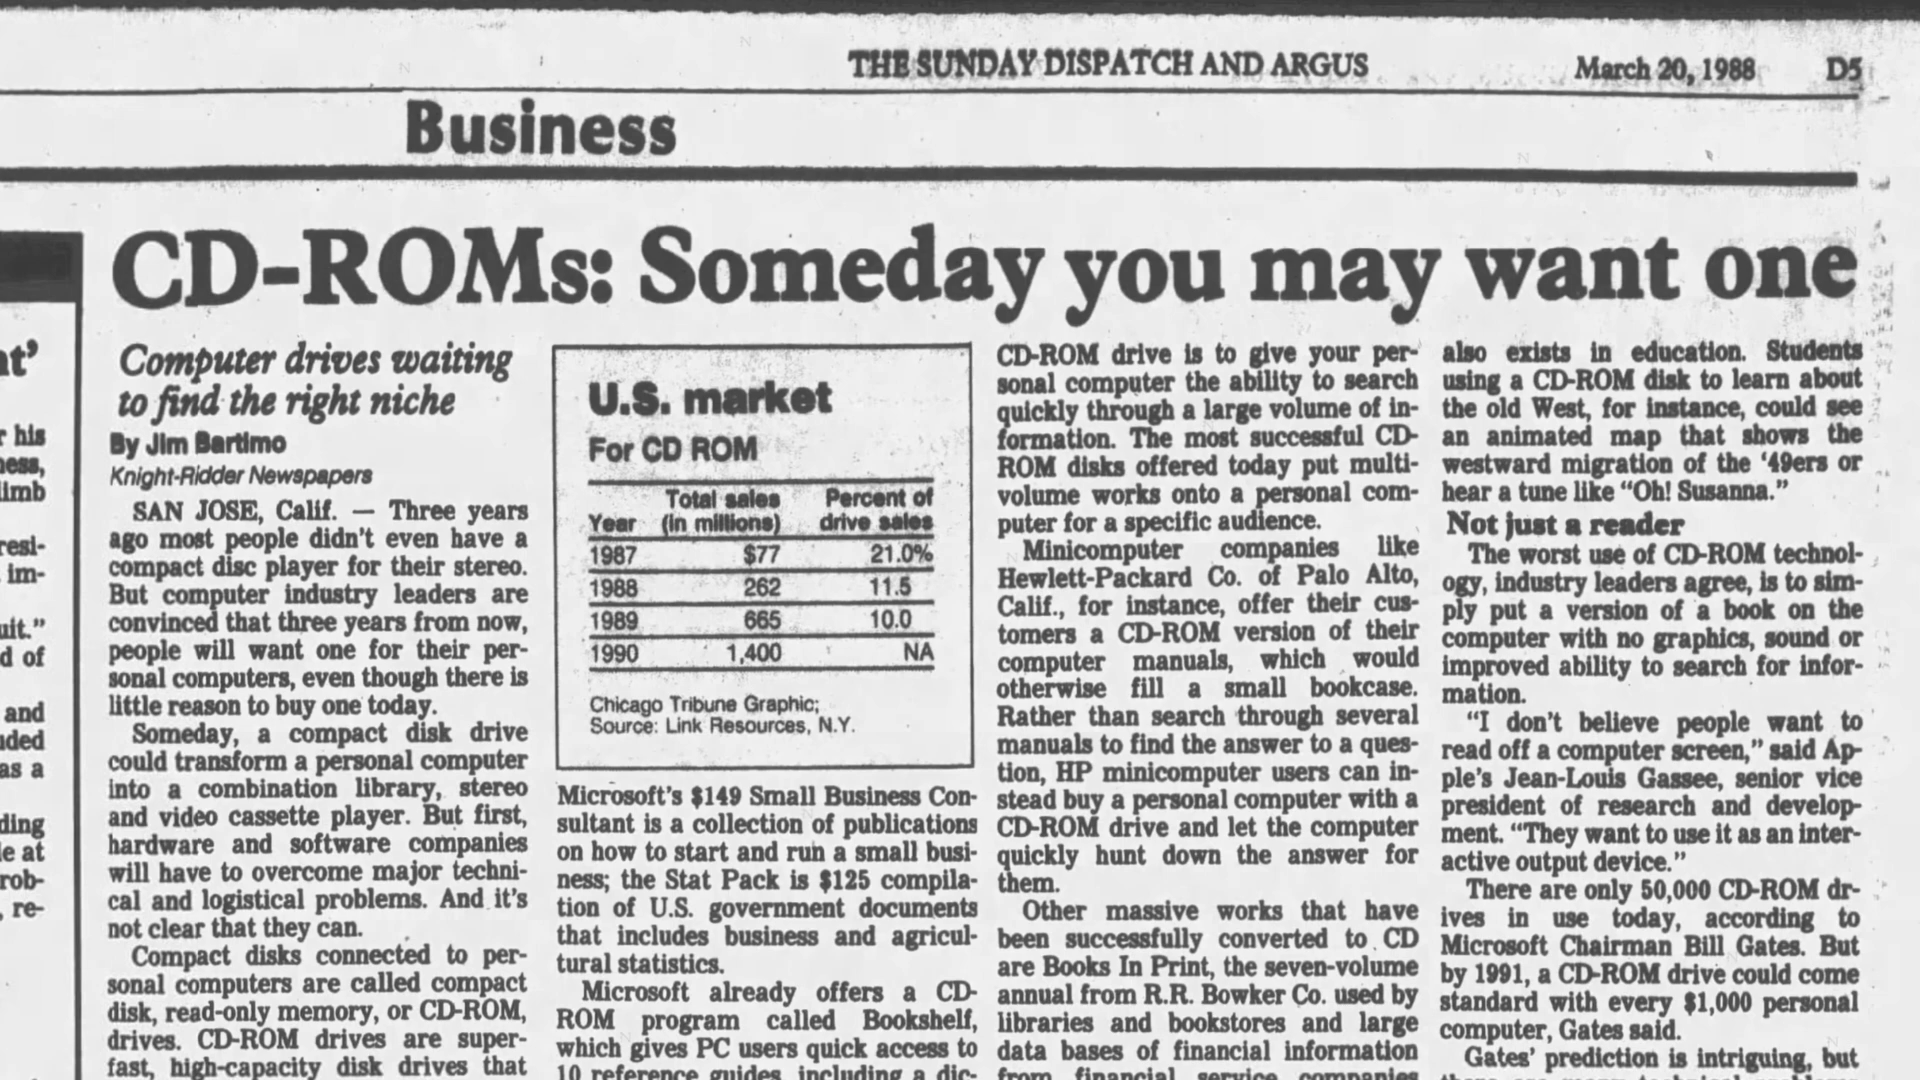 THE SUNDAY DISPATCH AND ARGUS
March 20, 1988
D5
Business
nt'
r his
ness,
limb
resi-
im-
uit."
d of
and
uded
as a
ding
le at
rob-
, re-
CD-ROMs: Someday you may want one
Computer drives waiting
to find the right niche
By Jim Bartimo
Knight-Ridder Newspapers
SAN JOSE, Calif. — Three years
ago most people didn't even have a
compact disc player for their stereo.
But computer industry leaders are
convinced that three years from now,
people will want one for their per-
sonal computers, even though there is
little reason to buy one today.
Someday, a compact disk drive
could transform a personal computer
into a combination library, stereo
and video cassette player. But first,
hardware and software companies
will have to overcome major techni-
cal and logistical problems. And it's
not clear that they can.
Compact disks connected to per-
sonal computers are called compact
disk, read-only memory, or CD-ROM,
drives. CD-ROM drives are super-
fast, high-capacity disk drives that
U.S. market
For CD ROM
Total sales Percent of
Year (in millions) drive sales
1987 $77 21.0%
1988 262 11.5
1989 665 10.0
1990 1,400 NA
Chicago Tribune Graphic;
Source: Link Resources, N.Y.
Microsoft's $149 Small Business Con-
sultant is a collection of publications
on how to start and run a small busi-
ness; the Stat Pack is $125 compila-
tion of U.S. government documents
that includes business and agricul-
tural statistics.
Microsoft already offers a CD-
ROM program called Bookshelf,
which gives PC users quick access to
10 reference guides, including a dic-
CD-ROM drive is to give your per-
sonal computer the ability to search
quickly through a large volume of in-
formation. The most successful CD-
ROM disks offered today put multi-
volume works onto a personal com-
puter for a specific audience.
Minicomputer companies like
Hewlett-Packard Co. of Palo Alto,
Calif., for instance, offer their cus-
tomers a CD-ROM version of their
computer manuals, which would
otherwise fill a small bookcase.
Rather than search through several
manuals to find the answer to a ques-
tion, HP minicomputer users can in-
stead buy a personal computer with a
CD-ROM drive and let the computer
quickly hunt down the answer for
them.
Other massive works that have
been successfully converted to CD
are Books In Print, the seven-volume
annual from R.R. Bowker Co. used by
libraries and bookstores and large
data bases of financial information
from financial service companies
also exists in education. Students
using a CD-ROM disk to learn about
the old West, for instance, could see
an animated map that shows the
westward migration of the '49ers or
hear a tune like "Oh! Susanna."
Not just a reader
The worst use of CD-ROM technol-
ogy, industry leaders agree, is to sim-
ply put a version of a book on the
computer with no graphics, sound or
improved ability to search for infor-
mation.
"I don't believe people want to
read off a computer screen," said Ap-
ple's Jean-Louis Gassee, senior vice
president of research and develop-
ment. "They want to use it as an inter-
active output device."
There are only 50,000 CD-ROM dr-
ives in use today, according to
Microsoft Chairman Bill Gates. But
by 1991, a CD-ROM drive could come
standard with every $1,000 personal
computer, Gates said.
Gates' prediction is intriguing, but